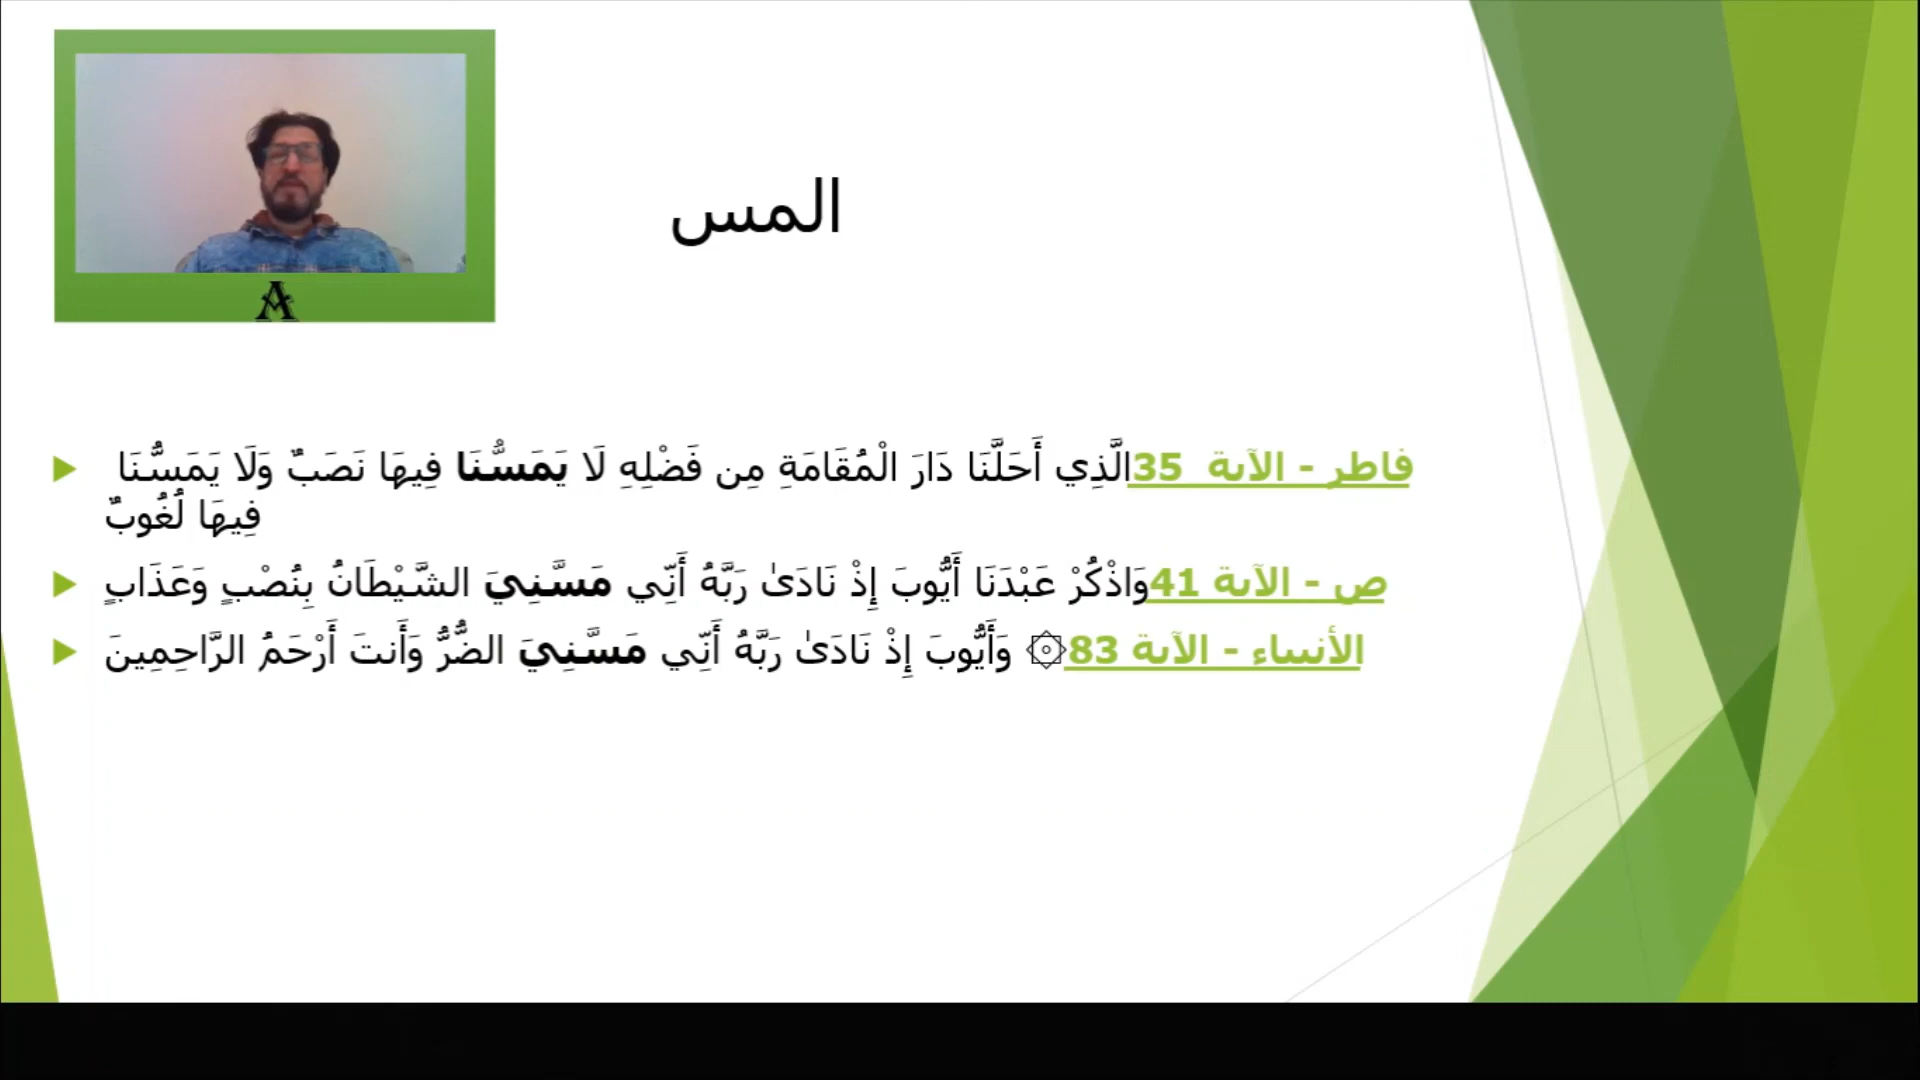 A
المس
فاطر - الآية 35الَّذِي أَحَلَّنَا دَارَ الْمُقَامَةِ مِن فَضْلِهِ لَا يَمَسُّنَا فِيهَا نَصَبٌ وَلَا يَمَسُّنَا
فِيهَا لُغُوبٌ
ص - الآية 41وَاذْكُرْ عَبْدَنَا أَيُّوبَ إِذْ نَادَىٰ رَبَّهُ أَنِّي مَسَّنِيَ الشَّيْطَانُ بِنُصْبٍ وَعَذَابٍ
الأنبياء - الآية 83۞ وَأَيُّوبَ إِذْ نَادَىٰ رَبَّهُ أَنِّي مَسَّنِيَ الضُّرُّ وَأَنتَ أَرْحَمُ الرَّاحِمِينَ